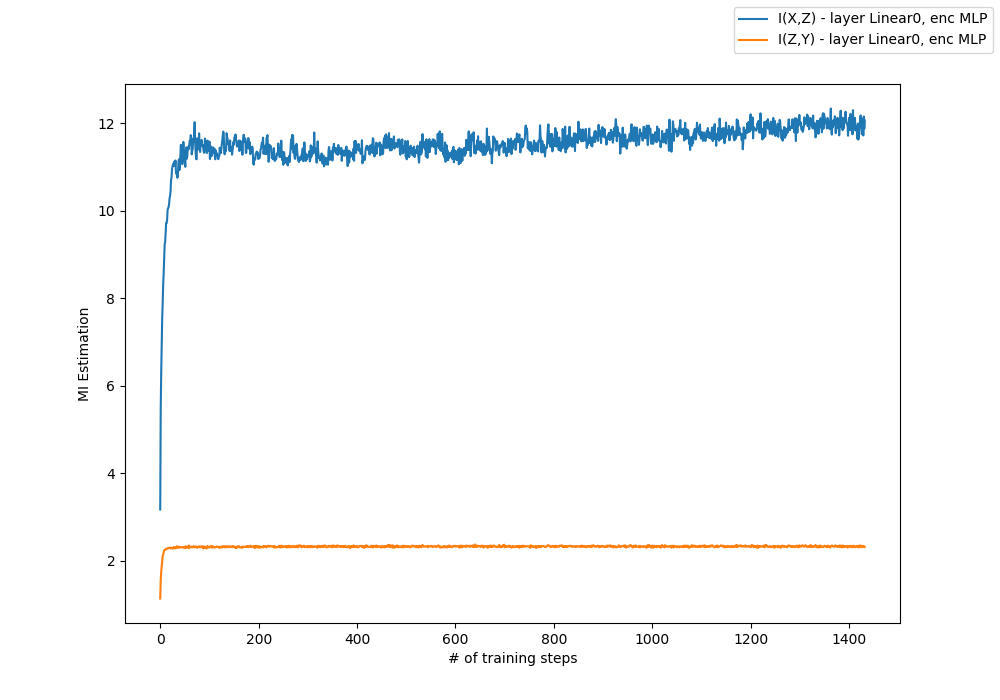 I(X,Z) - layer Linear0, enc MLP
I(Z,Y) - layer Linear0, enc MLP
12
10
8
6
4
2
MI Estimation
0 200 400 600 800 1000 1200 1400
# of training steps